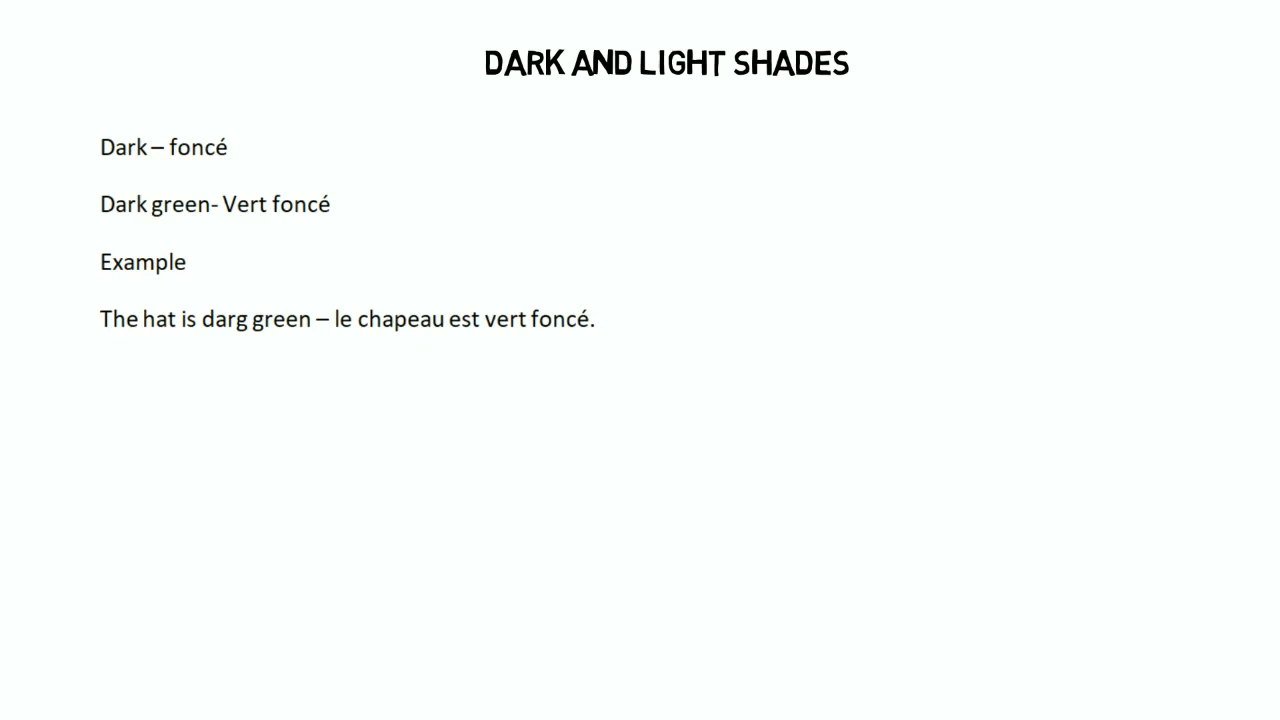 DARK AND LIGHT SHADES
Dark – foncé
Dark green- Vert foncé
Example
The hat is darg green – le chapeau est vert foncé.